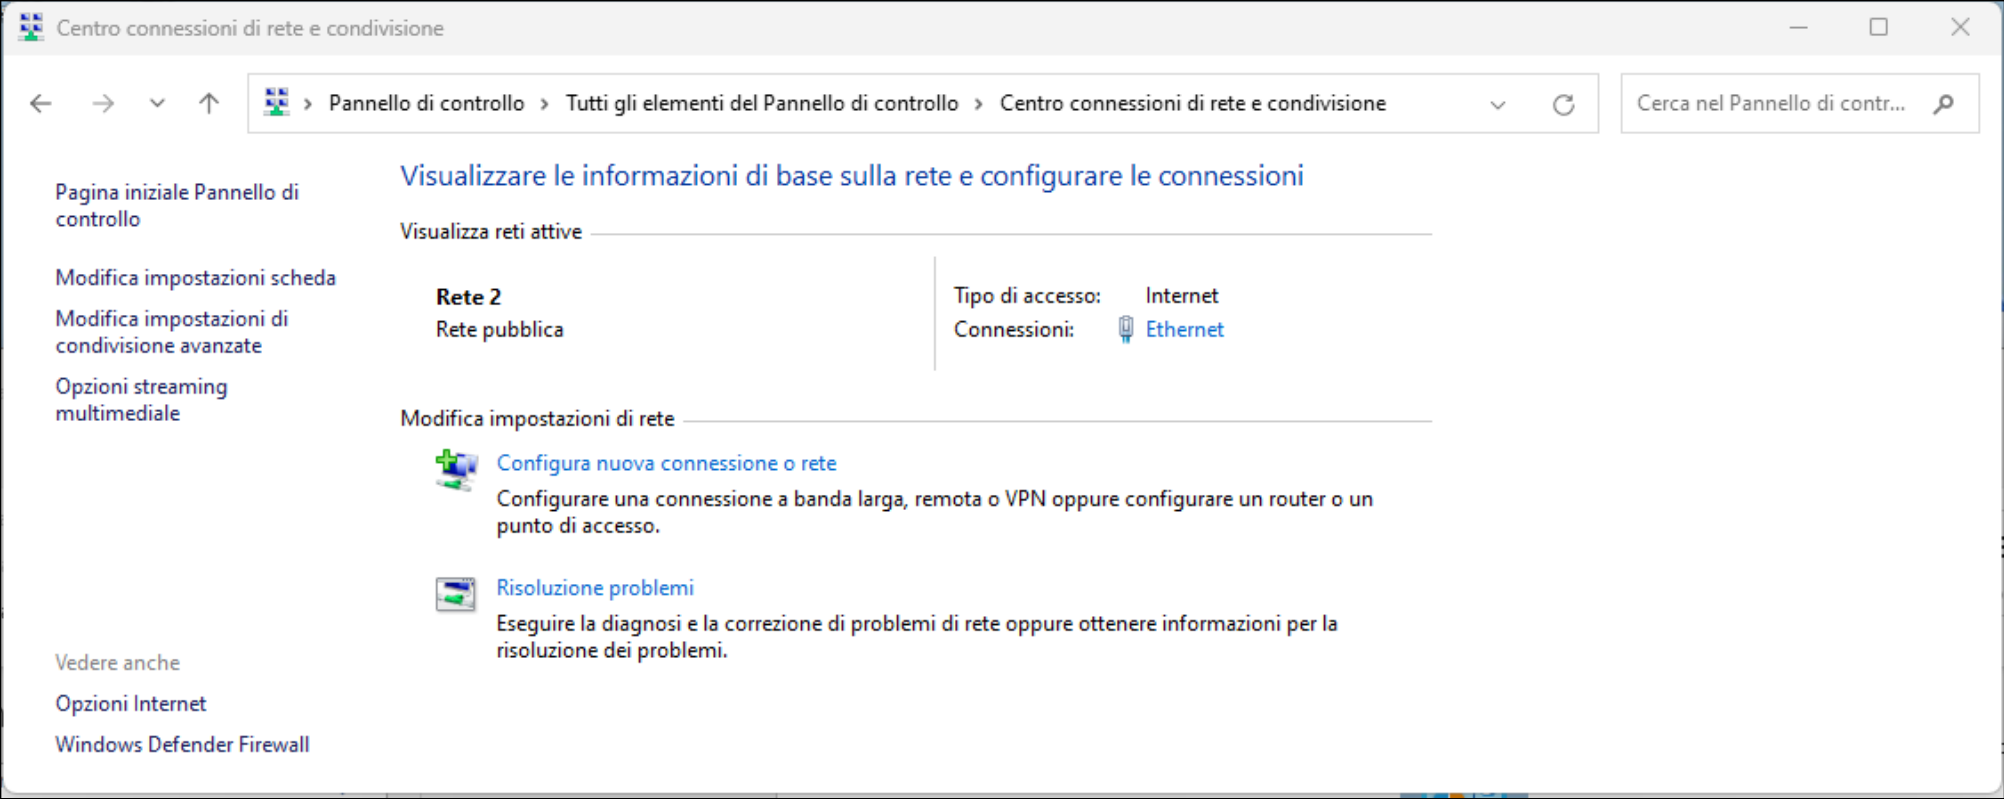 Centro connessioni di rete e condivisione
Pannello di controllo Tutti gli elementi del Pannello di controllo Centro connessioni di rete e condivisione
Cerca nel Pannello di contr...
Pagina iniziale Pannello di
controllo
Modifica impostazioni scheda
Modifica impostazioni di
condivisione avanzate
Opzioni streaming
multimediale
Vedere anche
Opzioni Internet
Windows Defender Firewall
Visualizzare le informazioni di base sulla rete e configurare le connessioni
Visualizza reti attive
Rete 2
Rete pubblica
Tipo di accesso: Internet
Connessioni: Ethernet
Modifica impostazioni di rete
Configura nuova connessione o rete
Configurare una connessione a banda larga, remota o VPN oppure configurare un router o un
punto di accesso.
Risoluzione problemi
Eseguire la diagnosi e la correzione di problemi di rete oppure ottenere informazioni per la
risoluzione dei problemi.